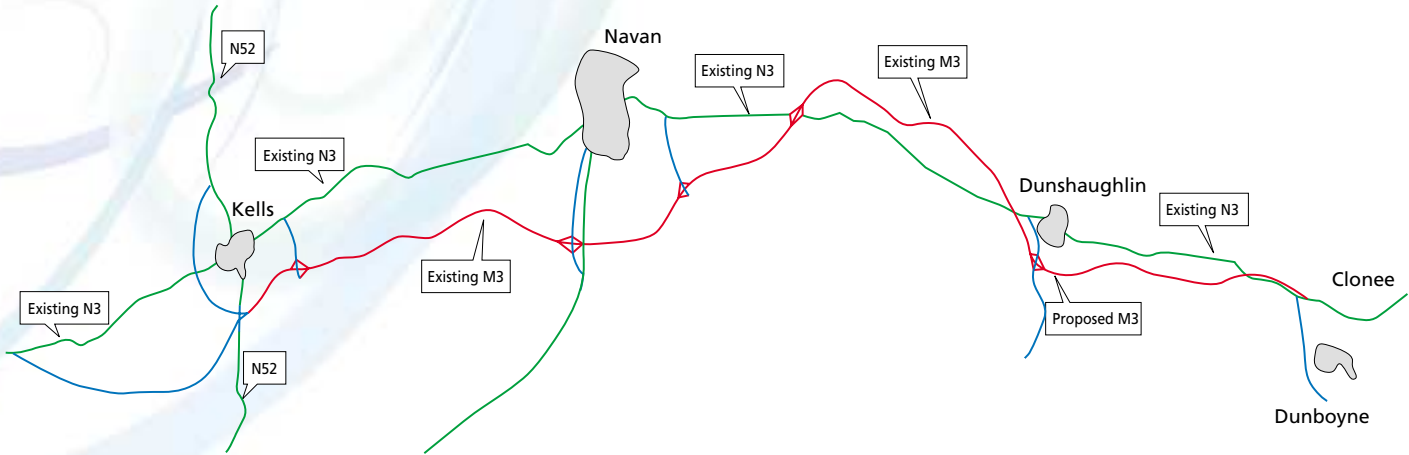 Navan
N52
Existing N3
Existing M3
Existing N3
Kells
Dunshaughlin
Existing N3
Existing M3
Clonee
Existing N3
Proposed M3
N52
Dunboyne